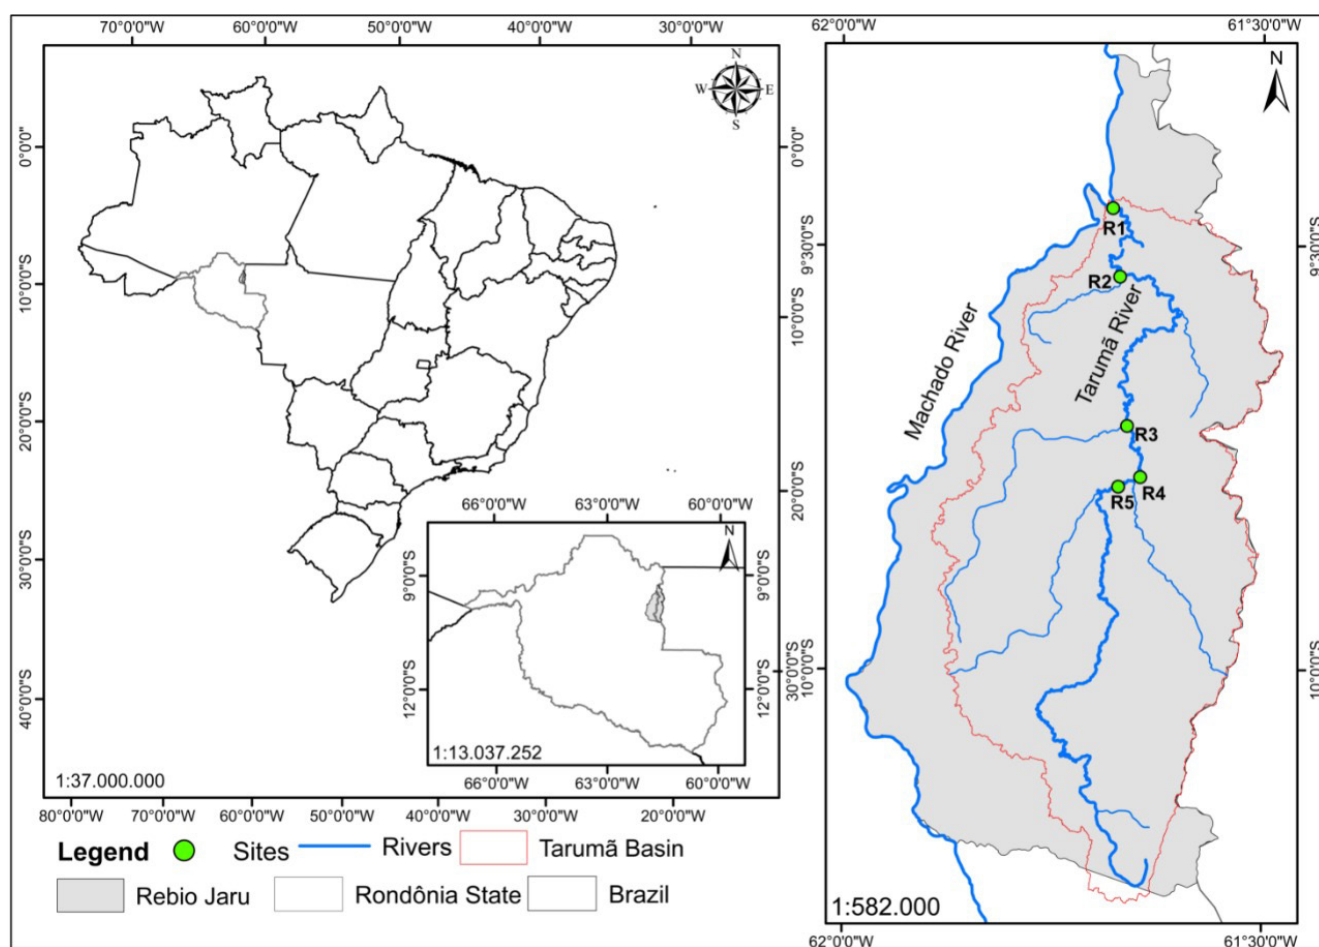 70°0'0"W 60°0'0"W 50°0'0"W 40°0'0"W 30°0'0"W
62°0'0"W 61°30'0"W
N
W E
S
N
0°0'0" 0°0'0"
R1
9°30'0"S 9°30'0"S
R2
10°0'0"S 10°0'0"S
Machado River
Tarumã River
20°0'0"S 20°0'0"S
R3
R4
R5
30°0'0"S 30°0'0"S
40°0'0"S
66°0'0"W 63°0'0"W 60°0'0"W
N
9°0'0"S 9°0'0"S
12°0'0"S 12°0'0"S
1:13.037.252
66°0'0"W 63°0'0"W 60°0'0"W
10°0'0"S 10°0'0"S
1:37.000.000
80°0'0"W 70°0'0"W 60°0'0"W 50°0'0"W 40°0'0"W 30°0'0"W 20°0'0"W
Legend Sites Rivers Tarumã Basin
Rebio Jaru Rondônia State Brazil
1:582.000
62°0'0"W 61°30'0"W